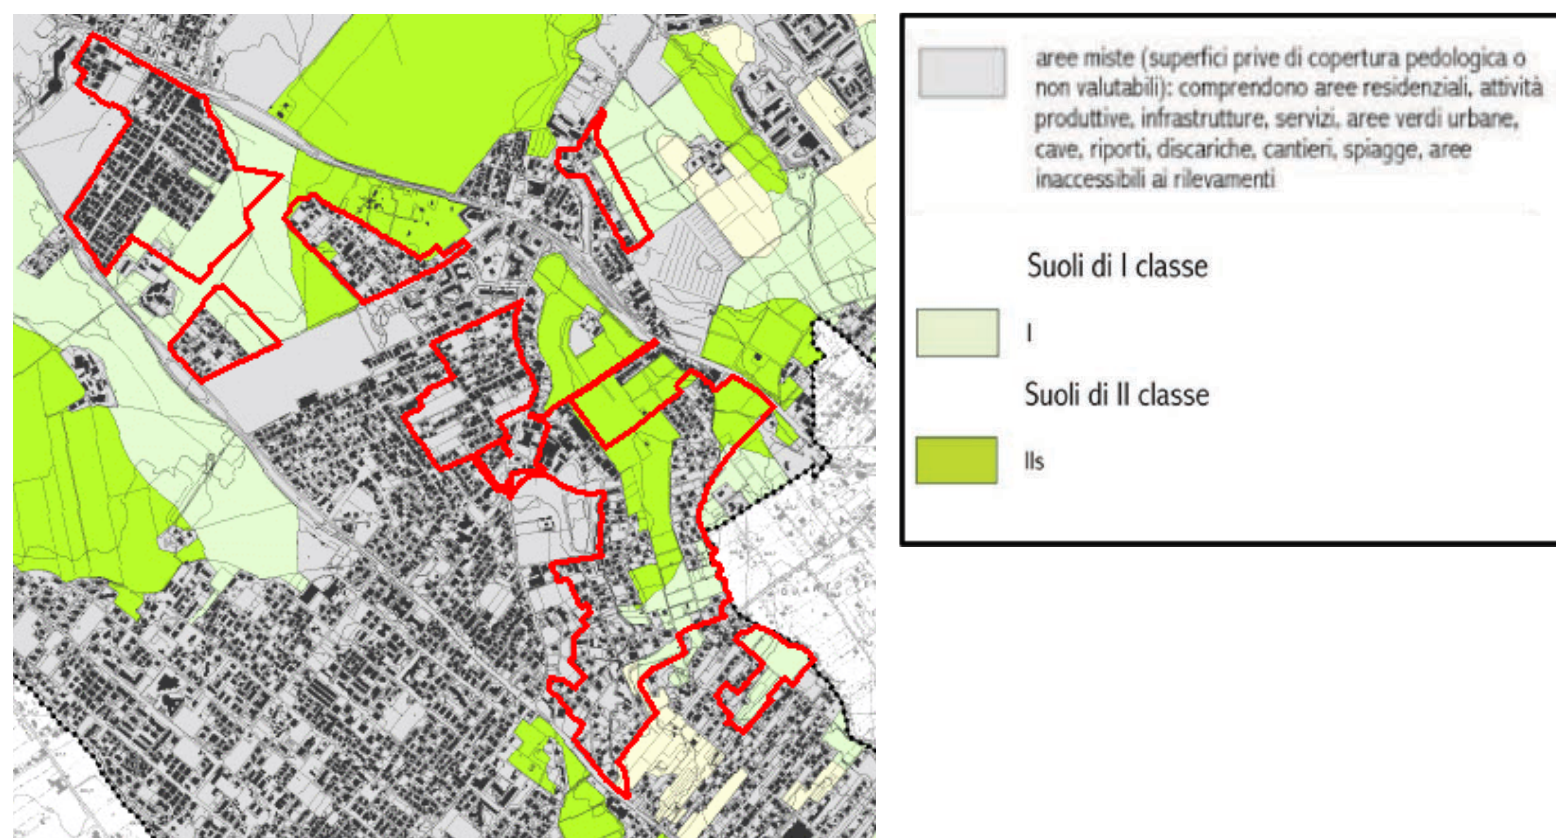 aree miste (superfici prive di copertura pedologica o
non valutabili): comprendono aree residenziali, attività
produttive, infrastrutture, servizi, aree verdi urbane,
cave, riporti, discariche, cantieri, spiagge, aree
inaccessibili ai rilevamenti
Suoli di I classe
I
Suoli di II classe
IIs